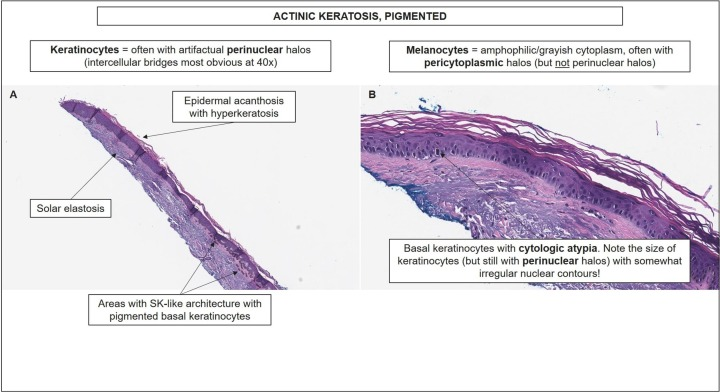 ACTINIC KERATOSIS, PIGMENTED
Keratinocytes = often with artifactual perinuclear halos
(intercellular bridges most obvious at 40x)
Melanocytes = amphophilic/grayish cytoplasm, often with
pericytoplasmic halos (but not perinuclear halos)
A
Epidermal acanthosis
with hyperkeratosis
Solar elastosis
Areas with SK-like architecture with
pigmented basal keratinocytes
B
Basal keratinocytes with cytologic atypia. Note the size of
keratinocytes (but still with perinuclear halos) with somewhat
irregular nuclear contours!